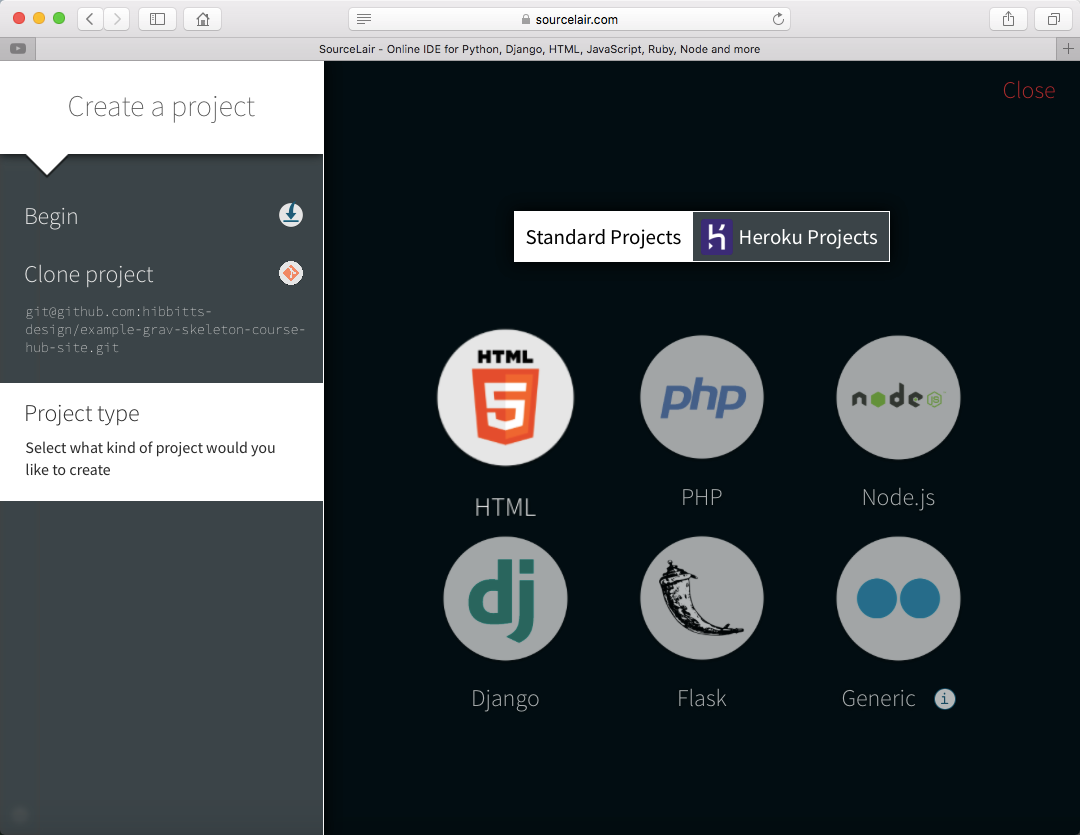 sourcelair.com
SourceLair - Online IDE for Python, Django, HTML, JavaScript, Ruby, Node and more
Create a project
Close
Begin
Clone project
git@github.com:hibbitts-
design/example-grav-skeleton-course-
hub-site.git
Project type
Select what kind of project would you
like to create
Standard Projects
Heroku Projects
HTML
5
php
node
JS
HTML
PHP
Node.js
dj
Django
Flask
Generic
i